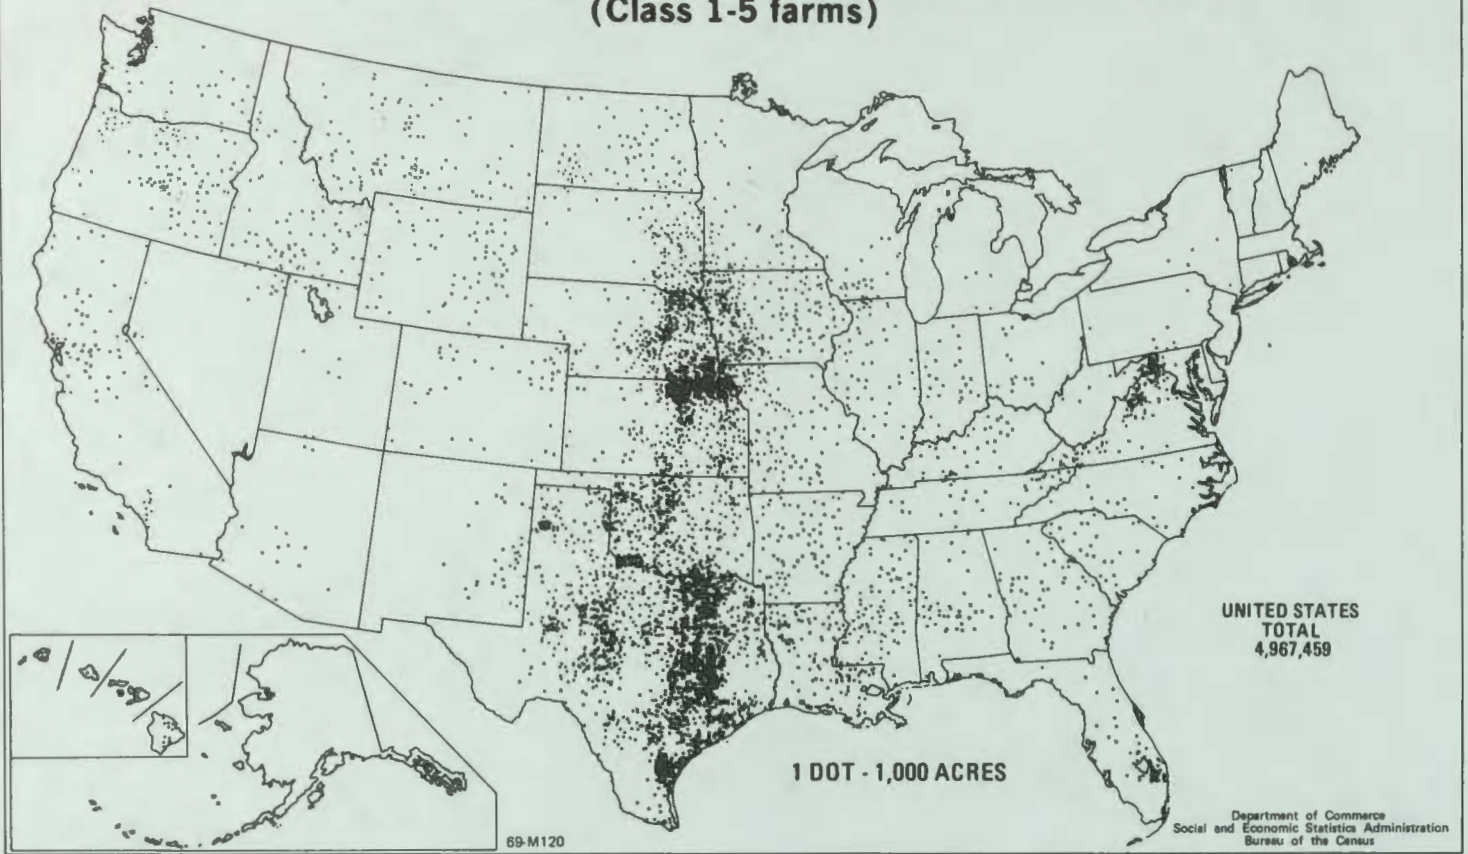 (Class 1-5 farms)
UNITED STATES
TOTAL
4,967,459
1 DOT - 1,000 ACRES
69-M120
Department of Commerce
Social and Economic Statistics Administration
Bureau of the Census